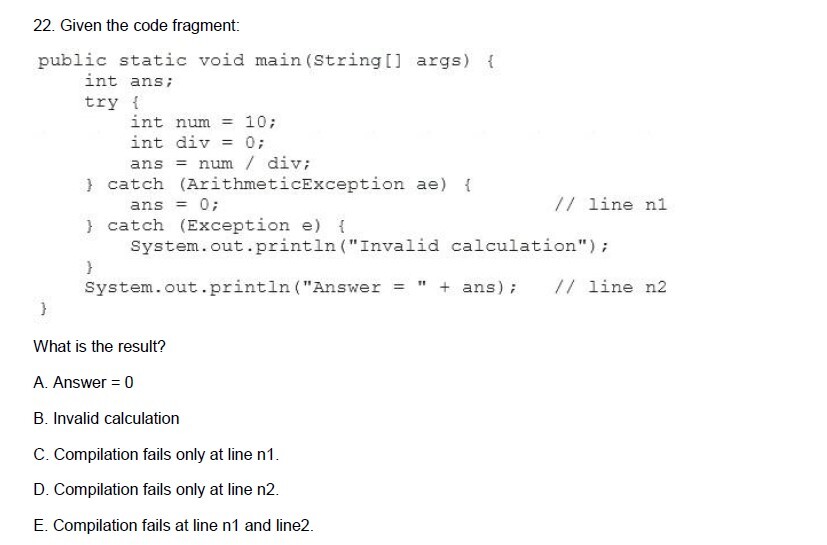 22. Given the code fragment:
public static void main(String[] args) {
int ans;
try {
int num = 10;
int div = 0;
ans = num / div;
} catch (ArithmeticException ae) {
ans = 0; // line n1
} catch (Exception e) {
System.out.println("Invalid calculation");
}
System.out.println("Answer = " + ans); // line n2
}
What is the result?
A. Answer = 0
B. Invalid calculation
C. Compilation fails only at line n1.
D. Compilation fails only at line n2.
E. Compilation fails at line n1 and line2.